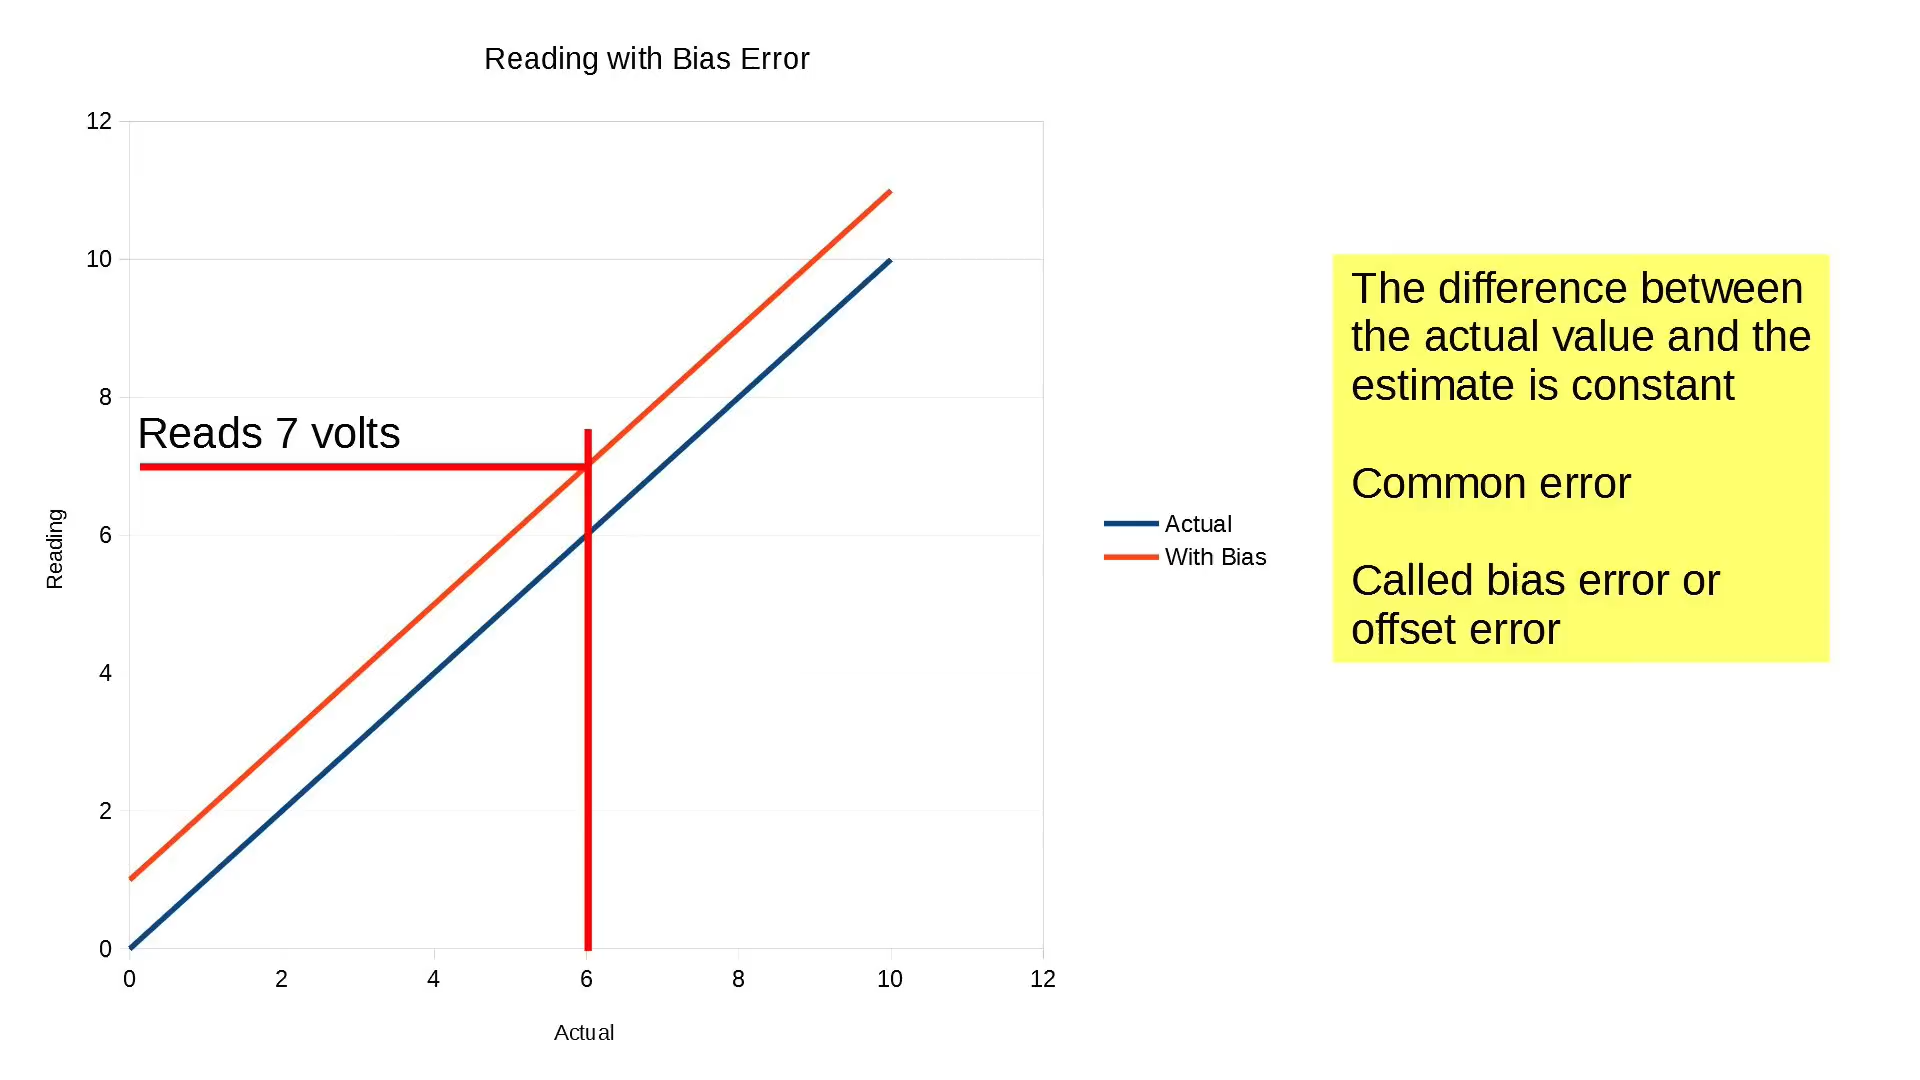 Reading with Bias Error
12
10
8
Reads 7 volts
6
4
2
0
Reading
0 2 4 6 8 10 12
Actual
Actual
With Bias
The difference between
the actual value and the
estimate is constant
Common error
Called bias error or
offset error